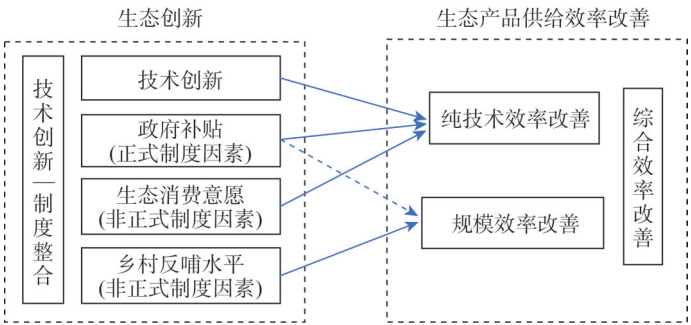 生态创新
生态产品供给效率改善
技术创新|制度整合
技术创新
政府补贴
(正式制度因素)
生态消费意愿
(非正式制度因素)
乡村反哺水平
(非正式制度因素)
纯技术效率改善
规模效率改善
综合效率改善